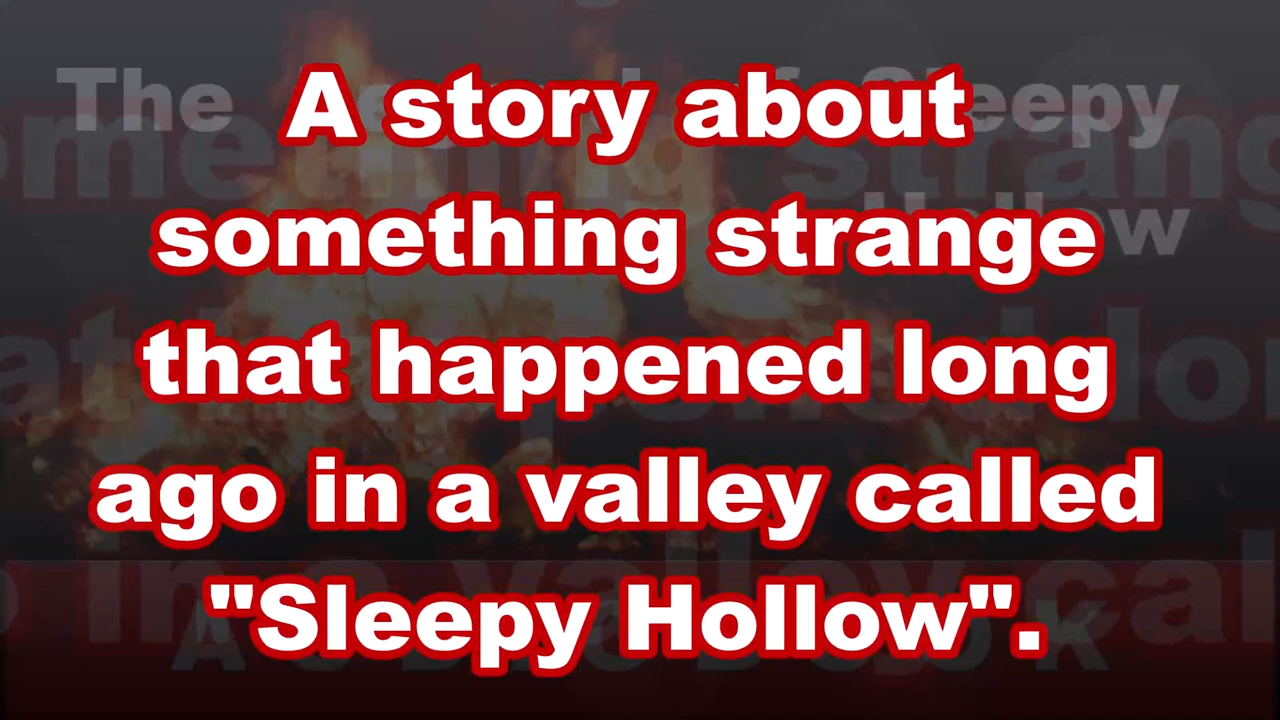 A story about
something strange
that happened long
ago in a valley called
"Sleepy Hollow".